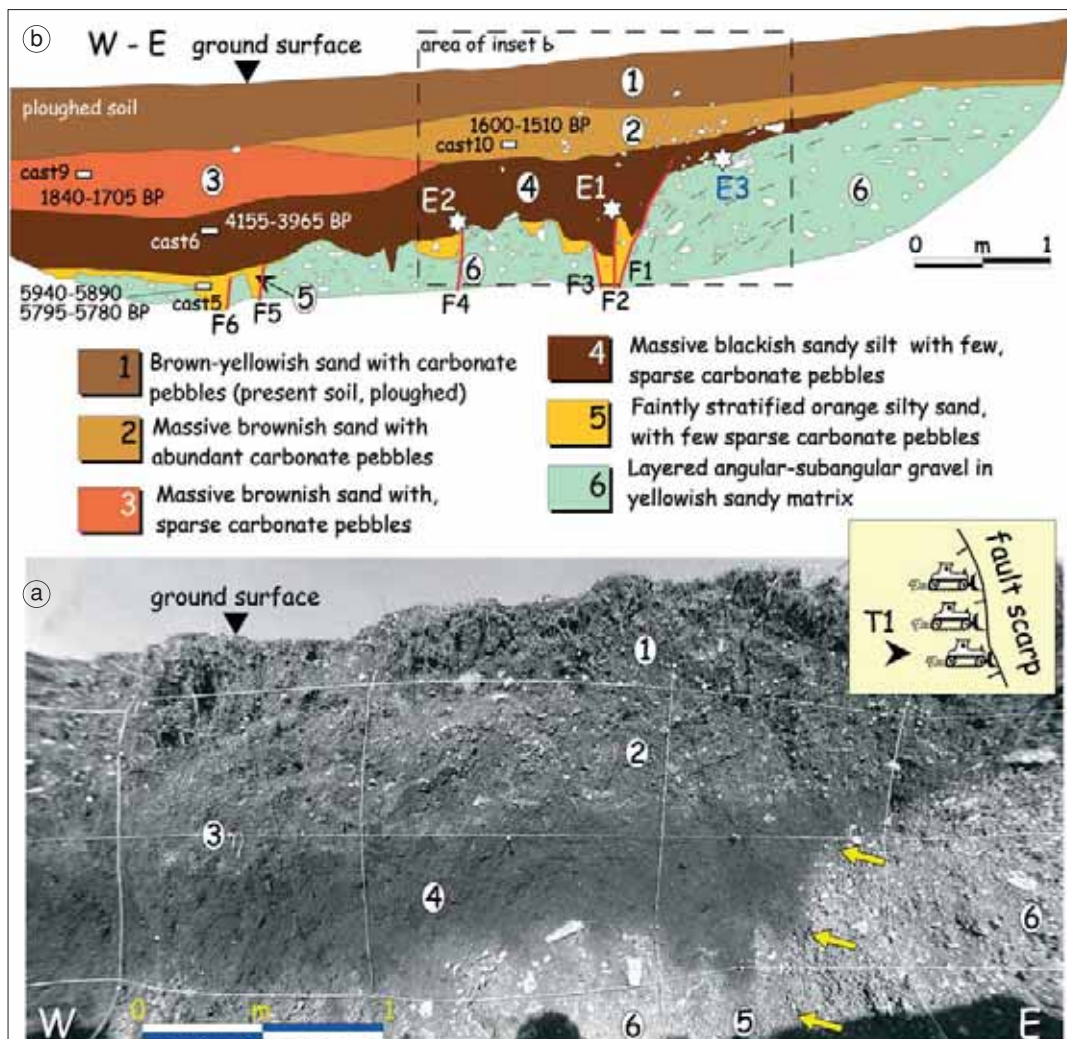 b
W - E
ground surface
area of inset b
1
ploughed soil
1600-1510 BP
2
cast10
cast9
3
1840-1705 BP
4
E1
E2
E3
6
4155-3965 BP
cast6
0 m 1
6
5940-5890
5795-5780 BP
cast5
5
F6
F5
F4
F3
F2
F1
1 Brown-yellowish sand with carbonate
pebbles (present soil, ploughed)
2 Massive brownish sand with
abundant carbonate pebbles
3 Massive brownish sand with,
sparse carbonate pebbles
4 Massive blackish sandy silt with few,
sparse carbonate pebbles
5 Faintly stratified orange silty sand,
with few sparse carbonate pebbles
6 Layered angular-subangular gravel in
yellowish sandy matrix
a
ground surface
fault scarp
T1
1
2
3
4
6
0 m 1
W
6
5
E